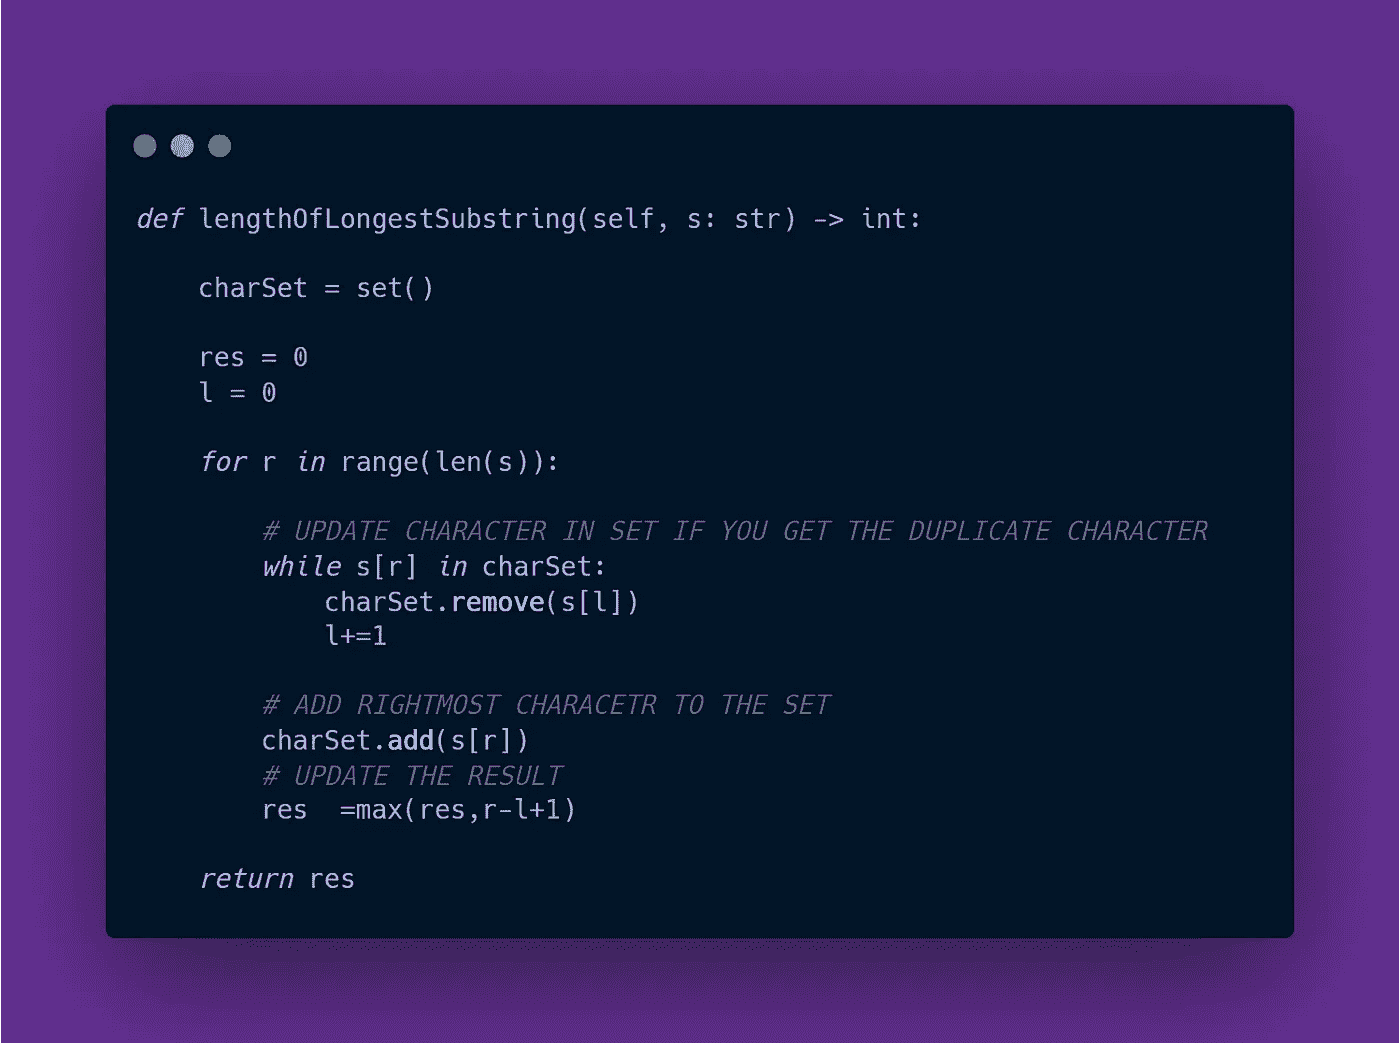 def lengthOfLongestSubstring(self, s: str) -> int:
charSet = set()
res = 0
l = 0
for r in range(len(s)):
# UPDATE CHARACTER IN SET IF YOU GET THE DUPLICATE CHARACTER
while s[r] in charSet:
charSet.remove(s[l])
l+=1
# ADD RIGHTMOST CHARACETR TO THE SET
charSet.add(s[r])
# UPDATE THE RESULT
res  =max(res,r-l+1)
return res